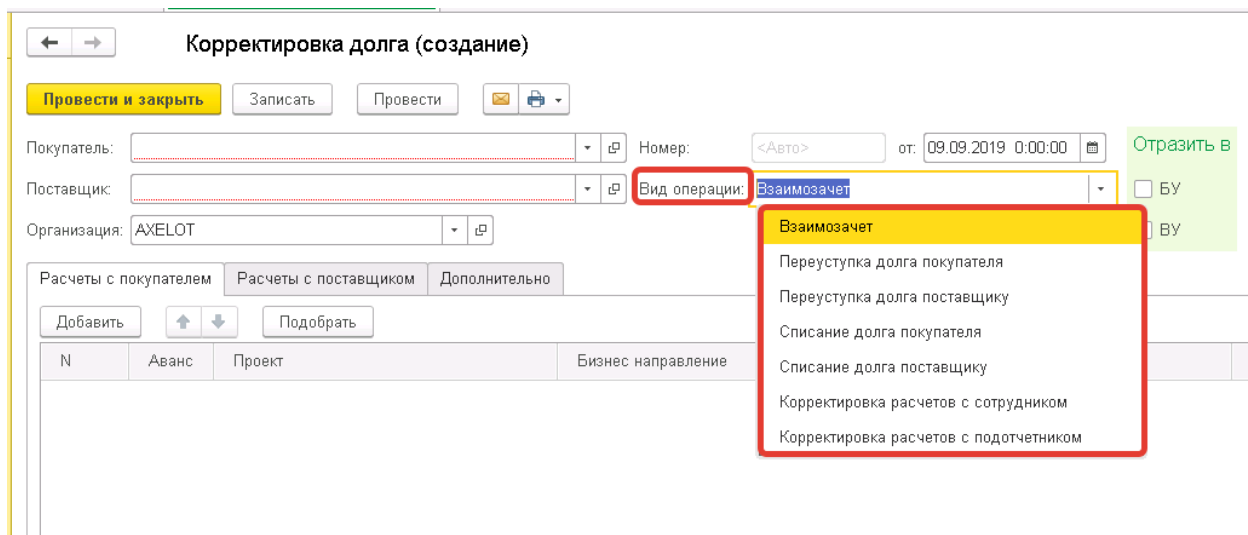 Корректировка долга (создание)
Провести и закрыть Записать Провести
Покупатель: Номер: <Авто> от: 09.09.2019 0:00:00 Отразить в
Поставщик: Вид операции: Взаимозачет БУ
Организация: AXELOT Взаимозачет ВУ
Переуступка долга покупателя
Расчеты с покупателем Расчеты с поставщиком Дополнительно
Переуступка долга поставщику
Добавить Подобрать
Списание долга покупателя
N Аванс Проект Бизнес направление
Списание долга поставщику
Корректировка расчетов с сотрудником
Корректировка расчетов с подотчетником